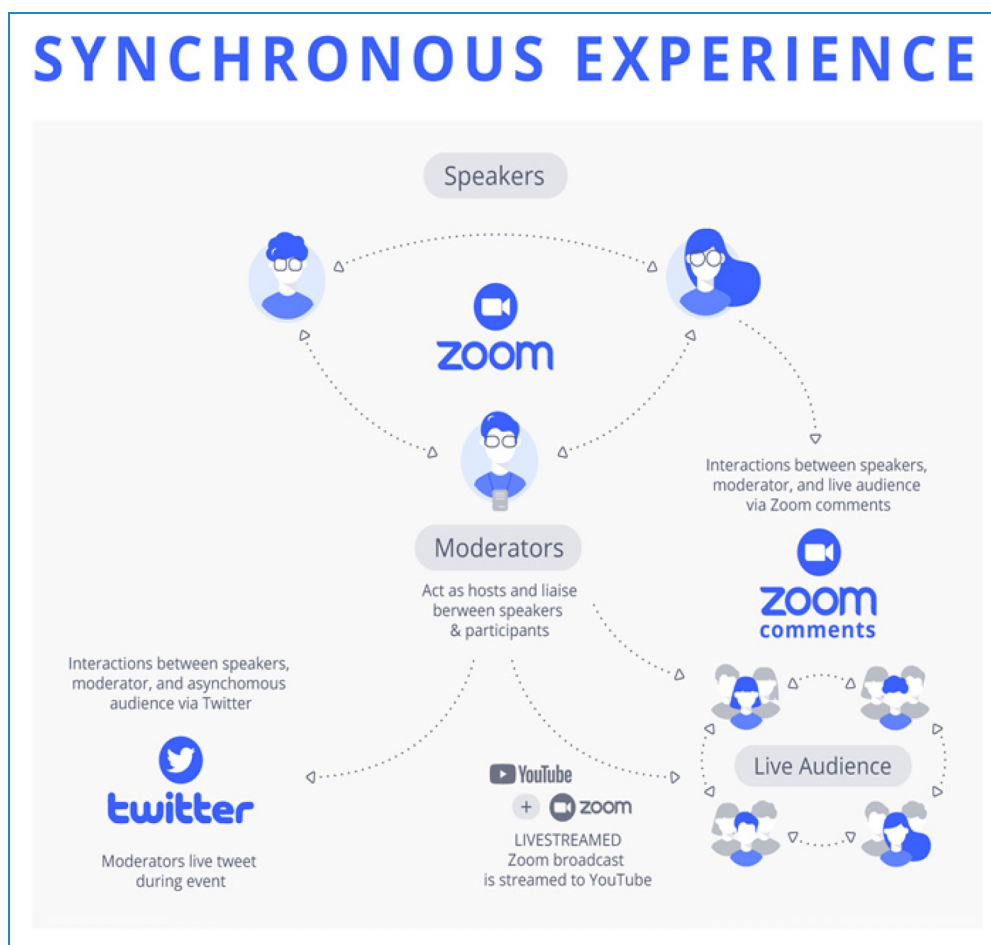 SYNCHRONOUS EXPERIENCE
Speakers
zoom
Interactions between speakers,
moderator, and live audience
via Zoom comments
zoom
comments
Moderators
Act as hosts and liaise
berween speakers
& participants
Interactions between speakers,
moderator, and asynchomous
audience via Twitter
twitter
Moderators live tweet
during event
YouTube
+ zoom
LIVESTREAMED
Zoom broadcast
is streamed to YouTube
Live Audience